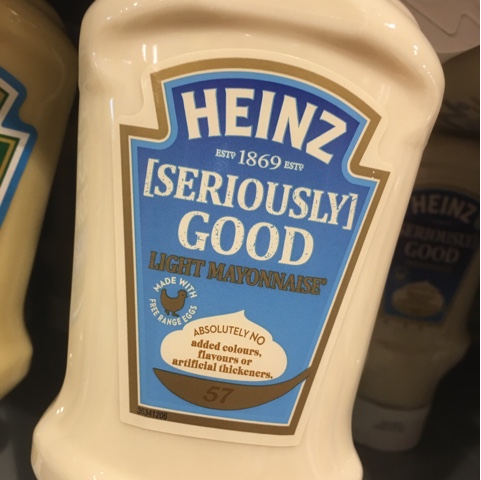 HEINZ
ESTD 1869 ESTD
[SERIOUSLY]
GOOD
LIGHT MAYONNAISE*
MADE WITH
FREE RANGE EGGS
ABSOLUTELY NO
added colours,
flavours or
artificial thickeners.
57
20341206
HEINZ
SERIOUSLY
GOOD